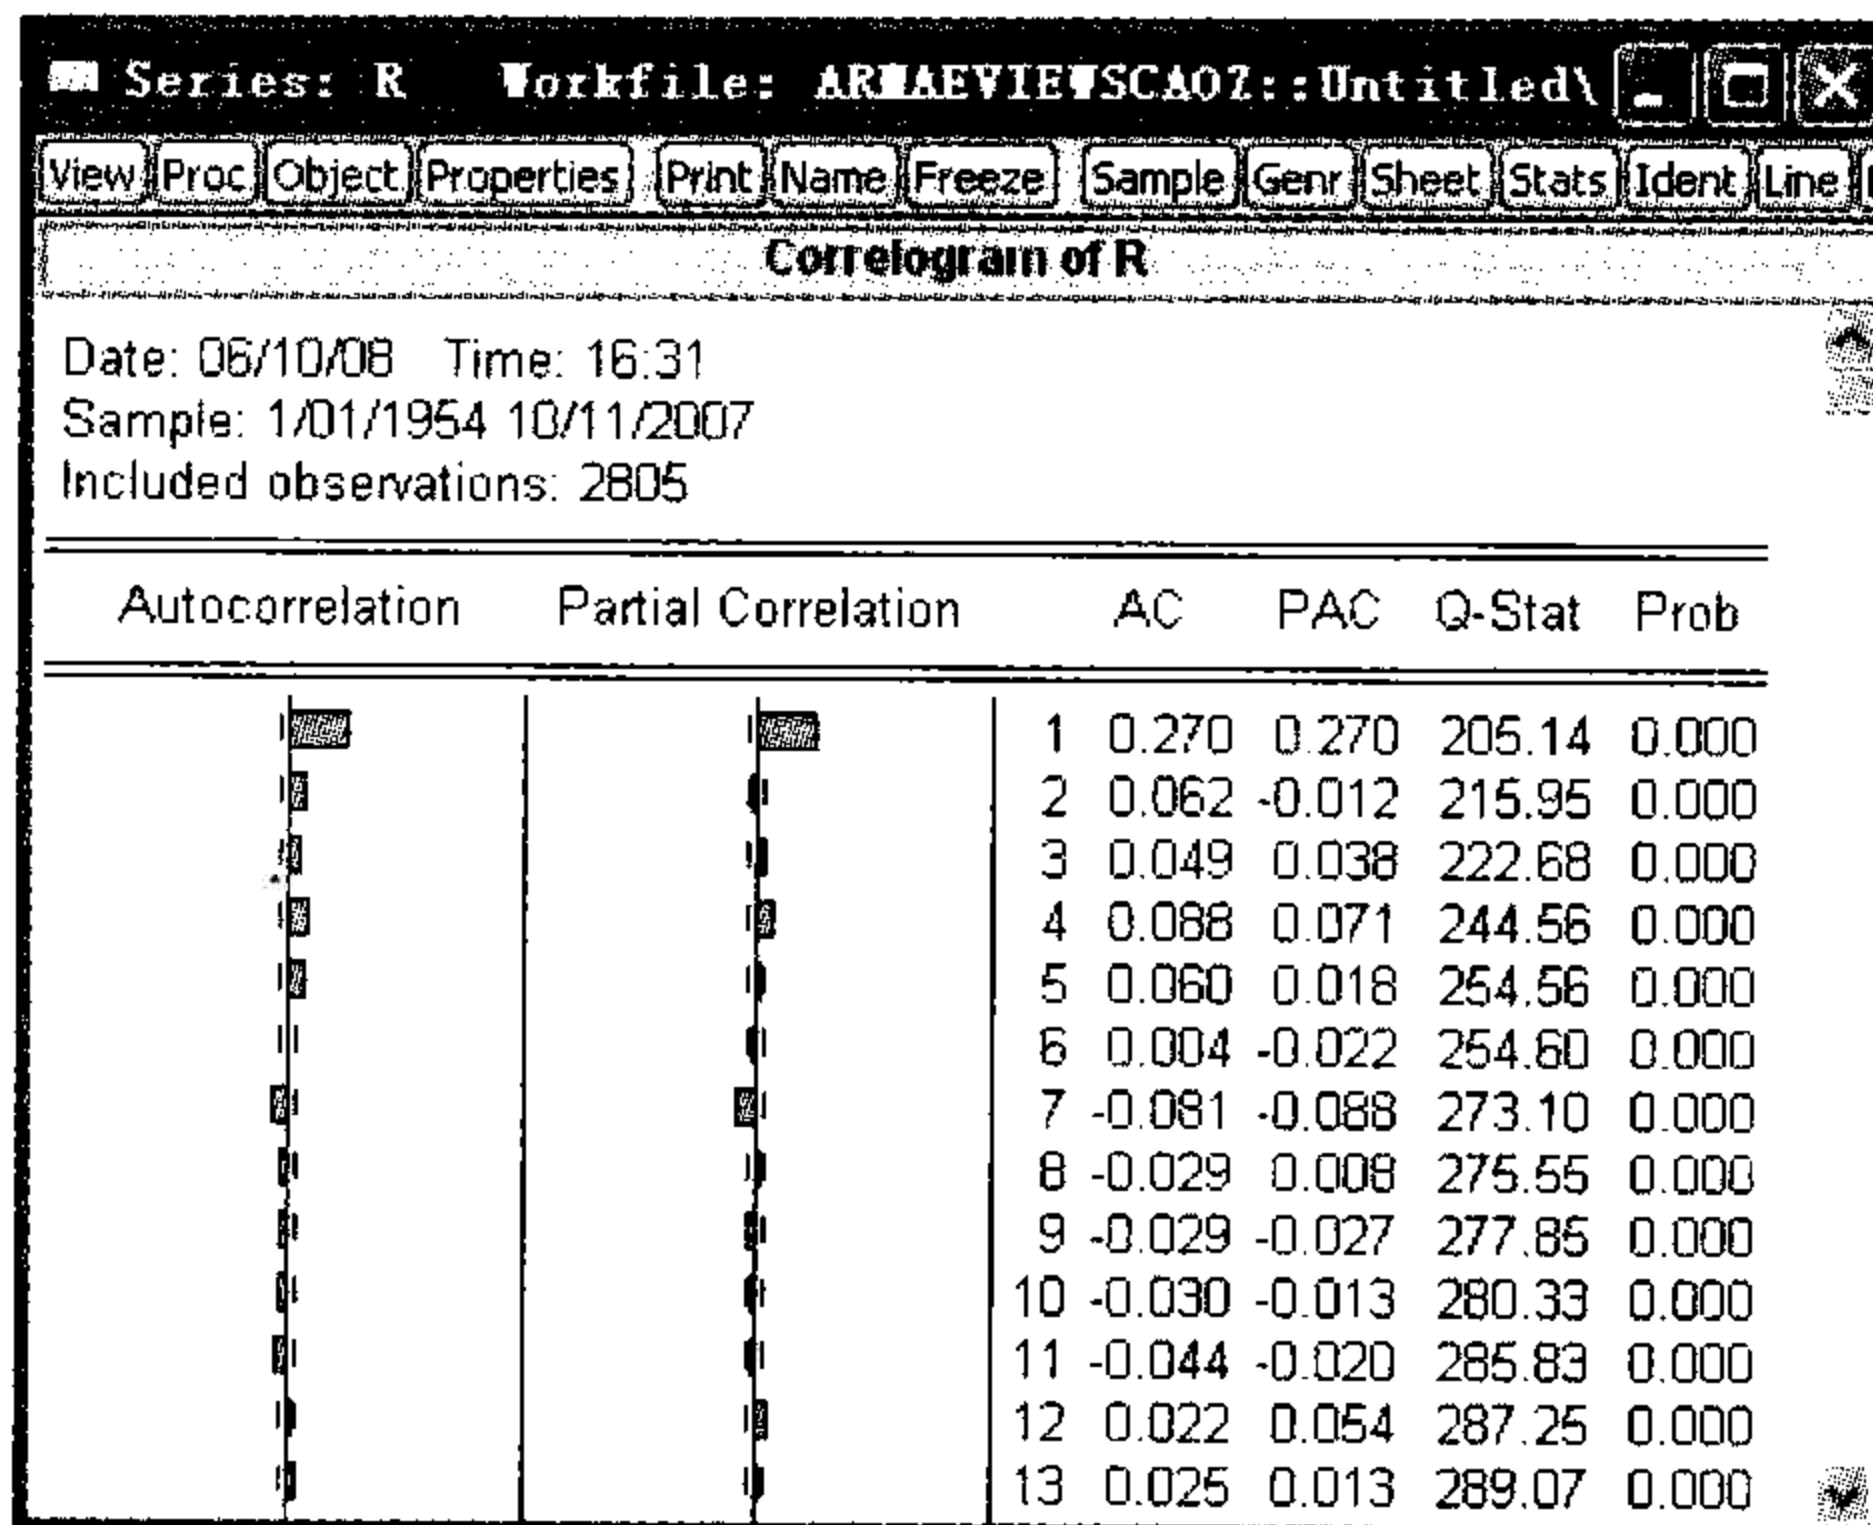 Series: R Workfile: ARMAEVIEWSCAO2::Untitled\
View Proc Object Properties Print Name Freeze Sample Genr Sheet Stats Ident Line
Correlogram of R
Date: 06/10/08 Time: 16:31
Sample: 1/01/1954 10/11/2007
Included observations: 2805
Autocorrelation Partial Correlation AC PAC Q-Stat Prob
1 0.270 0.270 205.14 0.000
2 0.062 -0.012 215.95 0.000
3 0.049 0.038 222.68 0.000
4 0.088 0.071 244.56 0.000
5 0.060 0.018 254.56 0.000
6 0.004 -0.022 254.60 0.000
7 -0.081 -0.088 273.10 0.000
8 -0.029 0.008 275.55 0.000
9 -0.029 -0.027 277.85 0.000
10 -0.030 -0.013 280.33 0.000
11 -0.044 -0.020 285.83 0.000
12 0.022 0.054 287.25 0.000
13 0.025 0.013 289.07 0.000